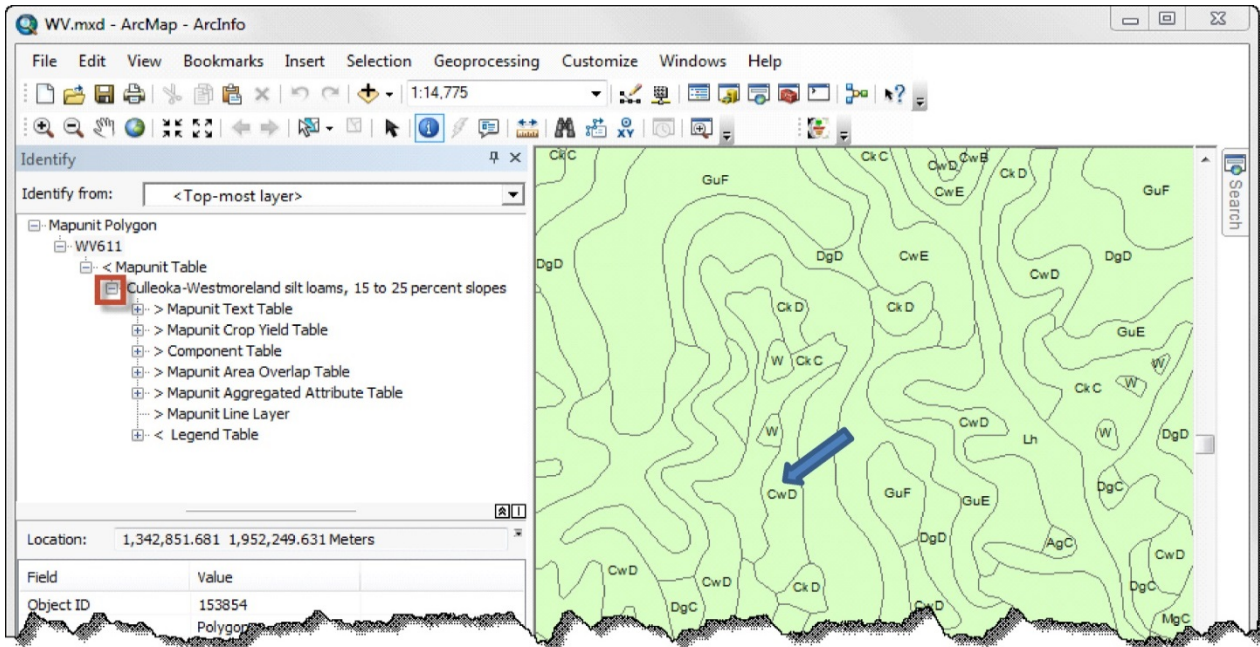 WV.mxd - ArcMap - ArcInfo
File Edit View Bookmarks Insert Selection Geoprocessing Customize Windows Help
1:14,775
Identify
Identify from: <Top-most layer>
Mapunit Polygon
WV611
< Mapunit Table
Culleoka-Westmoreland silt loams, 15 to 25 percent slopes
> Mapunit Text Table
> Mapunit Crop Yield Table
> Component Table
> Mapunit Area Overlap Table
> Mapunit Aggregated Attribute Table
> Mapunit Line Layer
< Legend Table
Location: 1,342,851.681 1,952,249.631 Meters
Field Value
Object ID 153854
Polygon
CkC
CkC
CwD
CwB
CkD
GuF
CwE
GuF
DgD
DgD
CwE
CwD
DgD
CkD
CkD
GuE
W
CkC
W
CkC
W
W
CwD
Lh
W
DgD
CwD
GuF
GuE
DgC
DgD
AgC
CwD
CwD
CwD
CkD
DgC
DgC
MgC
Search